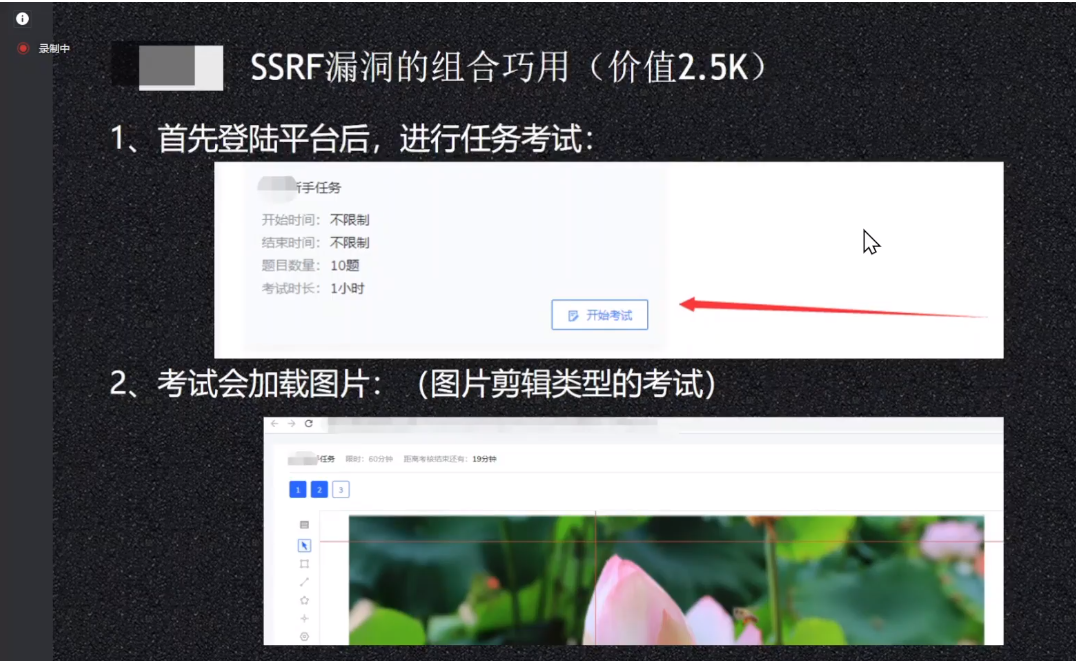 录制中
SSRF漏洞的组合巧用（价值2.5K）
1、首先登陆平台后，进行任务考试：
新手任务
开始时间： 不限制
结束时间： 不限制
题目数量： 10题
考试时长： 1小时
开始考试
2、考试会加载图片：（图片剪辑类型的考试）
任务 限时：60分钟 距离考核结束还有：19分钟
1 2 3